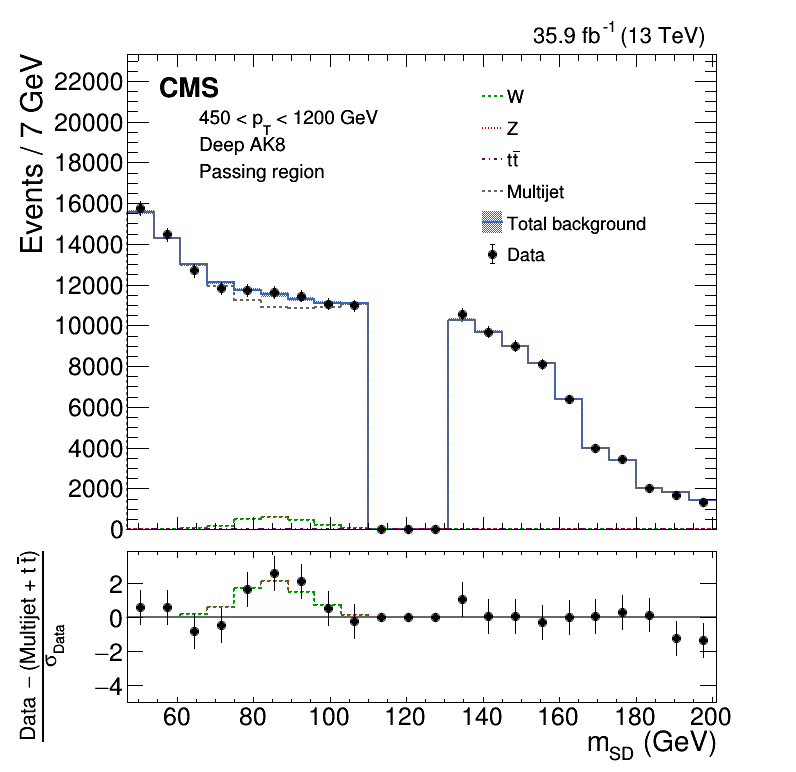 35.9 fb⁻¹ (13 TeV)
CMS
450 < p_T < 1200 GeV
Deep AK8
Passing region
W
Z
tt̄
Multijet
Total background
Data
Events / 7 GeV
22000
20000
18000
16000
14000
12000
10000
8000
6000
4000
2000
0
Data − (Multijet + t t̄)
σ_Data
2
0
−2
−4
60 80 100 120 140 160 180 200
m_SD (GeV)